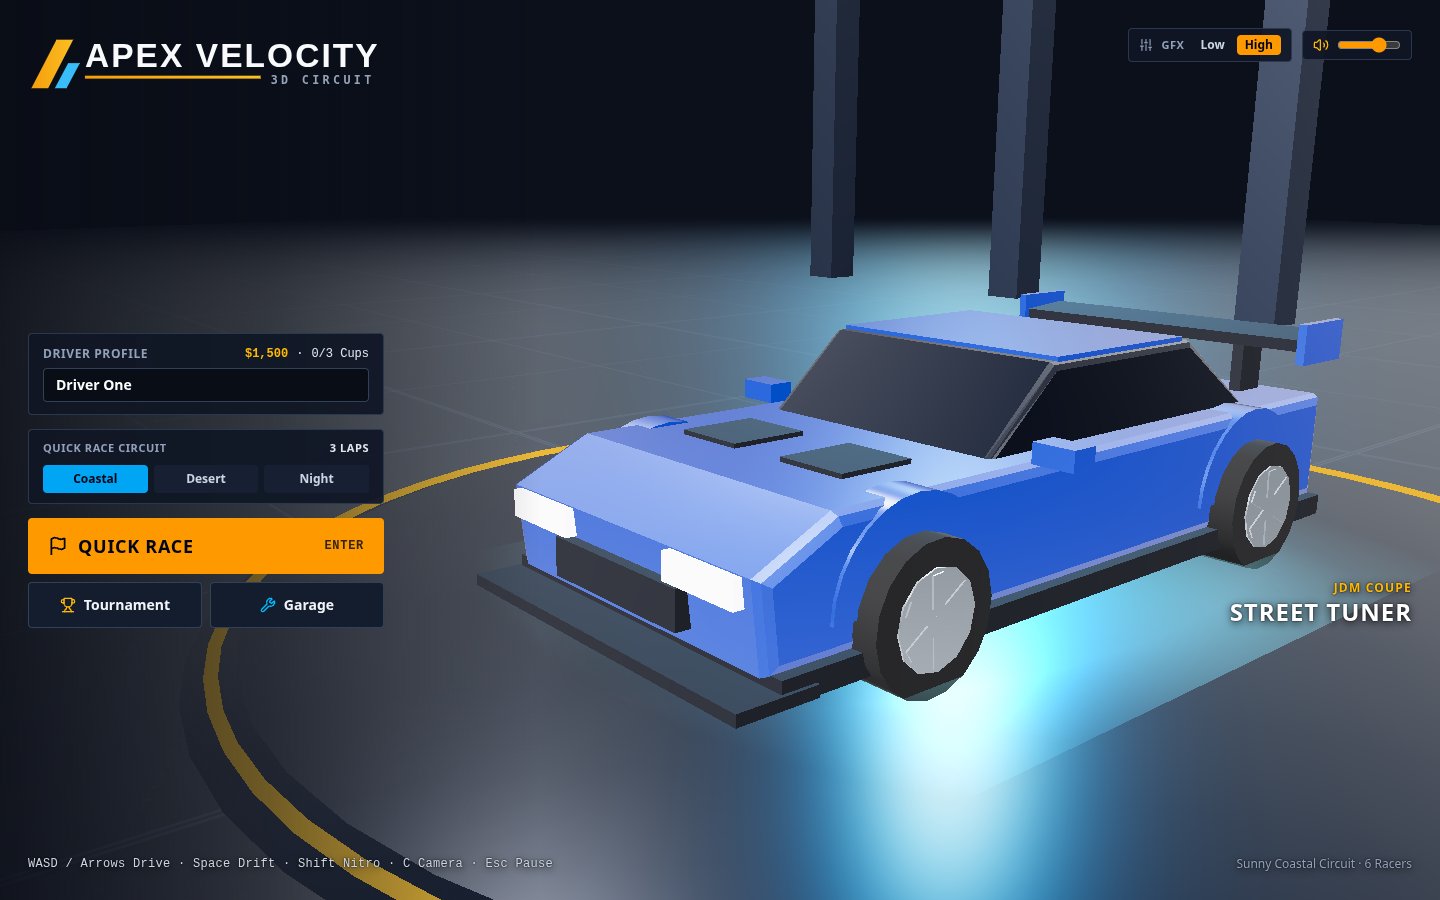 APEX VELOCITY
3D CIRCUIT
GFX Low High
DRIVER PROFILE $1,500 · 0/3 Cups
Driver One
QUICK RACE CIRCUIT 3 LAPS
Coastal Desert Night
QUICK RACE ENTER
Tournament Garage
JDM COUPE
STREET TUNER
WASD / Arrows Drive · Space Drift · Shift Nitro · C Camera · Esc Pause
Sunny Coastal Circuit · 6 Racers